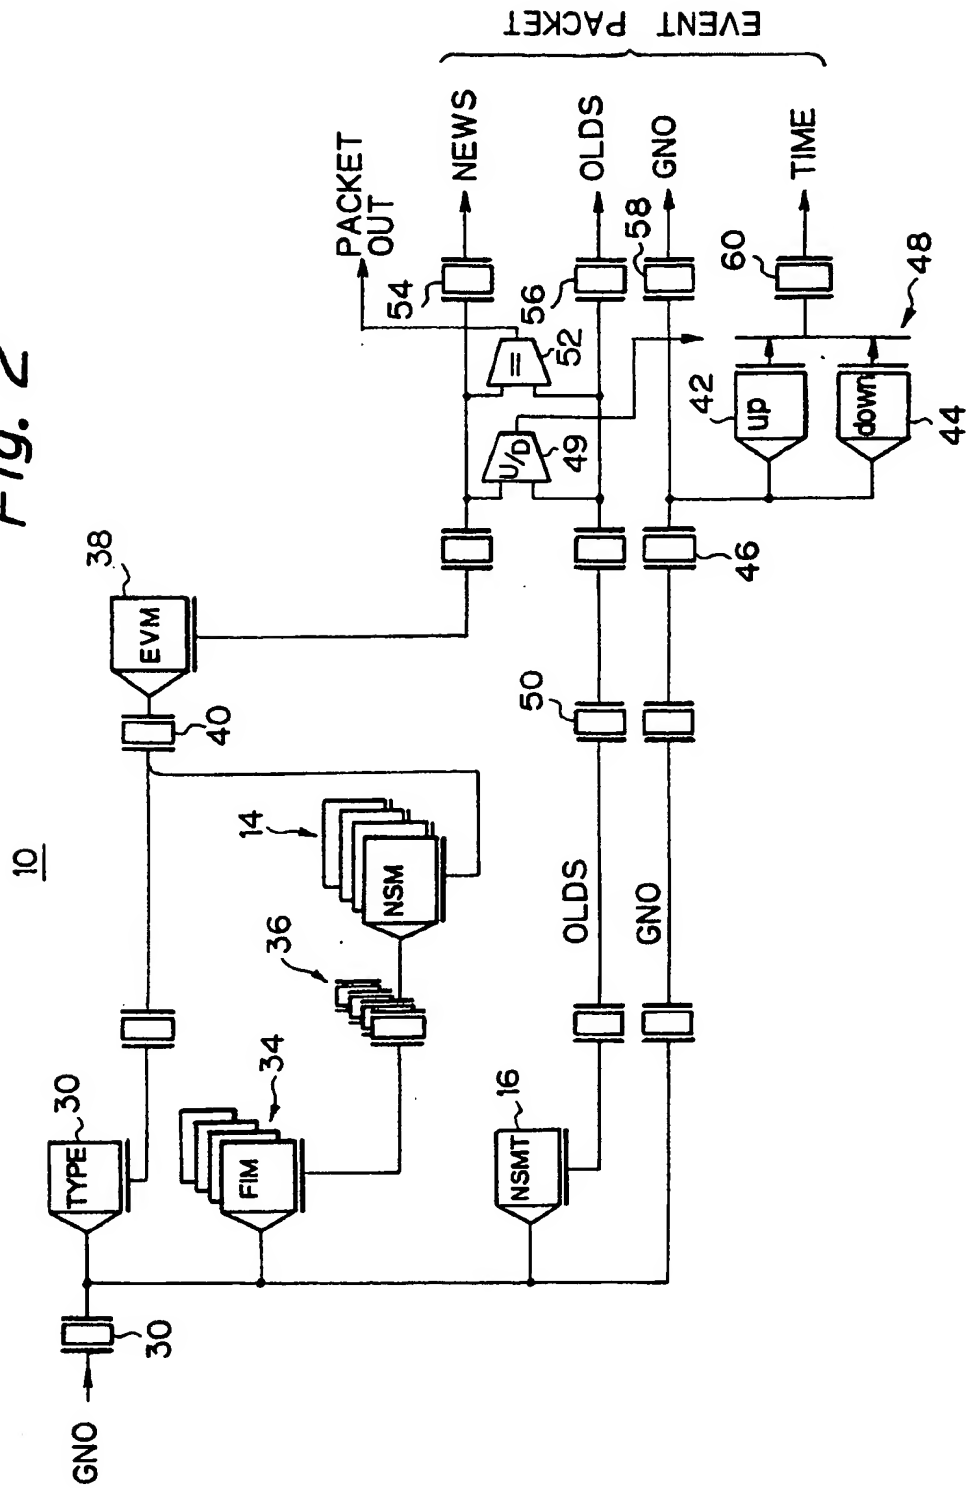 Fig. 2
10
GNO
30
TYPE
30
FIM
34
36
NSM
14
40
EVM
38
NSMT
16
OLDS
GNO
50
46
U/D
49
=
52
PACKET
OUT
54
NEWS
56
OLDS
58
GNO
up
42
down
44
48
60
TIME
EVENT PACKET